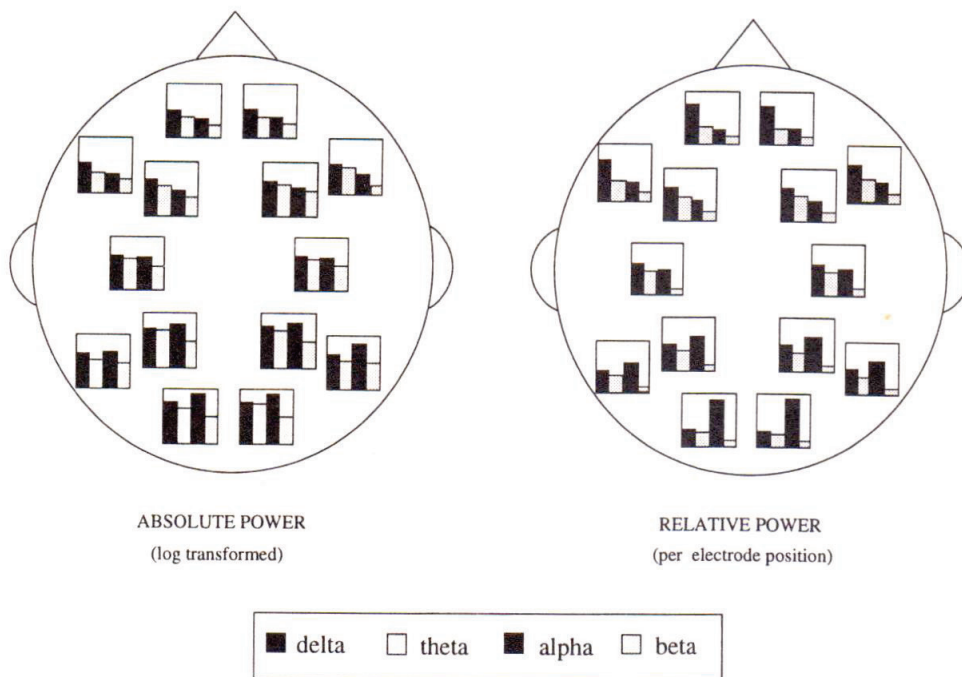 ABSOLUTE POWER
(log transformed)
RELATIVE POWER
(per electrode position)
delta theta alpha beta